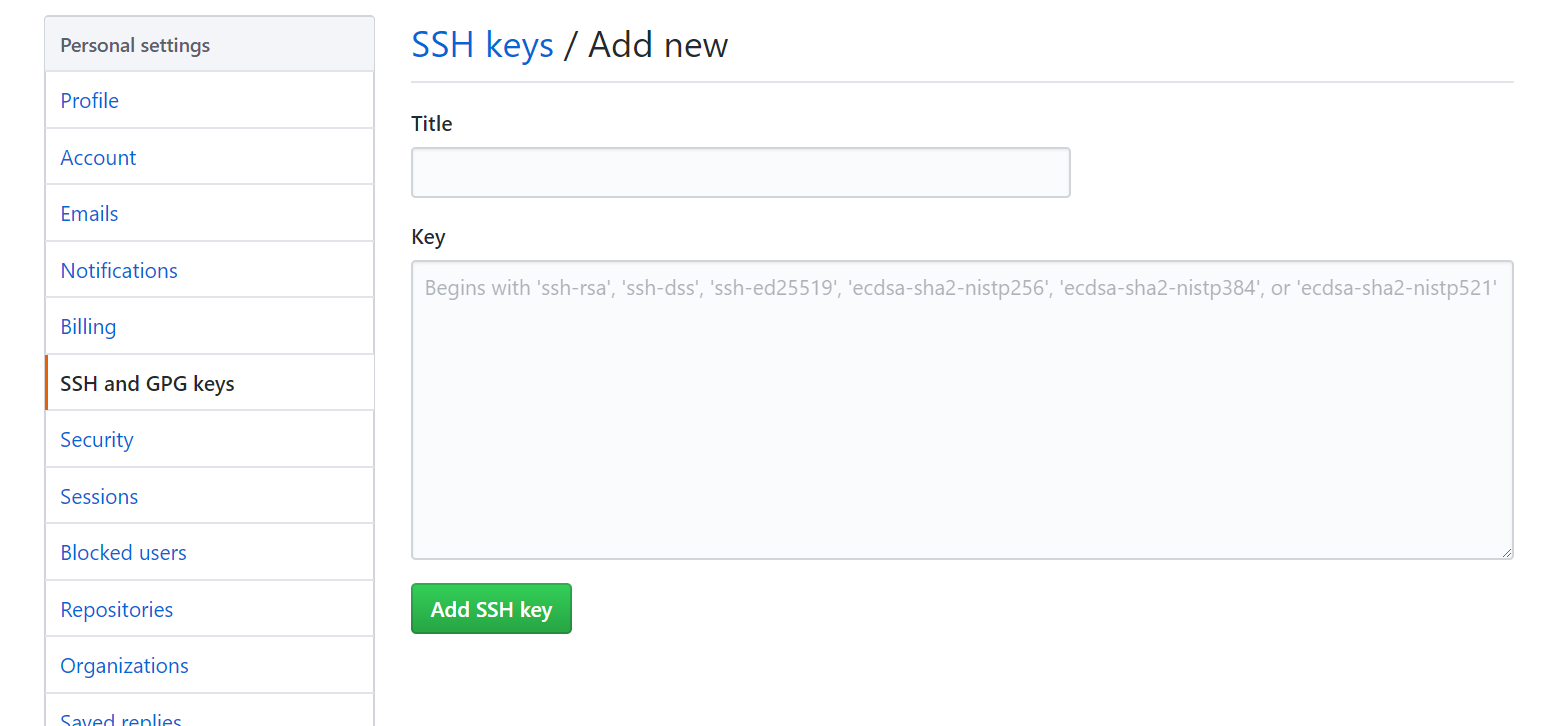 Personal settings
Profile
Account
Emails
Notifications
Billing
SSH and GPG keys
Security
Sessions
Blocked users
Repositories
Organizations
Saved replies
SSH keys / Add new
Title
Key
Begins with 'ssh-rsa', 'ssh-dss', 'ssh-ed25519', 'ecdsa-sha2-nistp256', 'ecdsa-sha2-nistp384', or 'ecdsa-sha2-nistp521'
Add SSH key